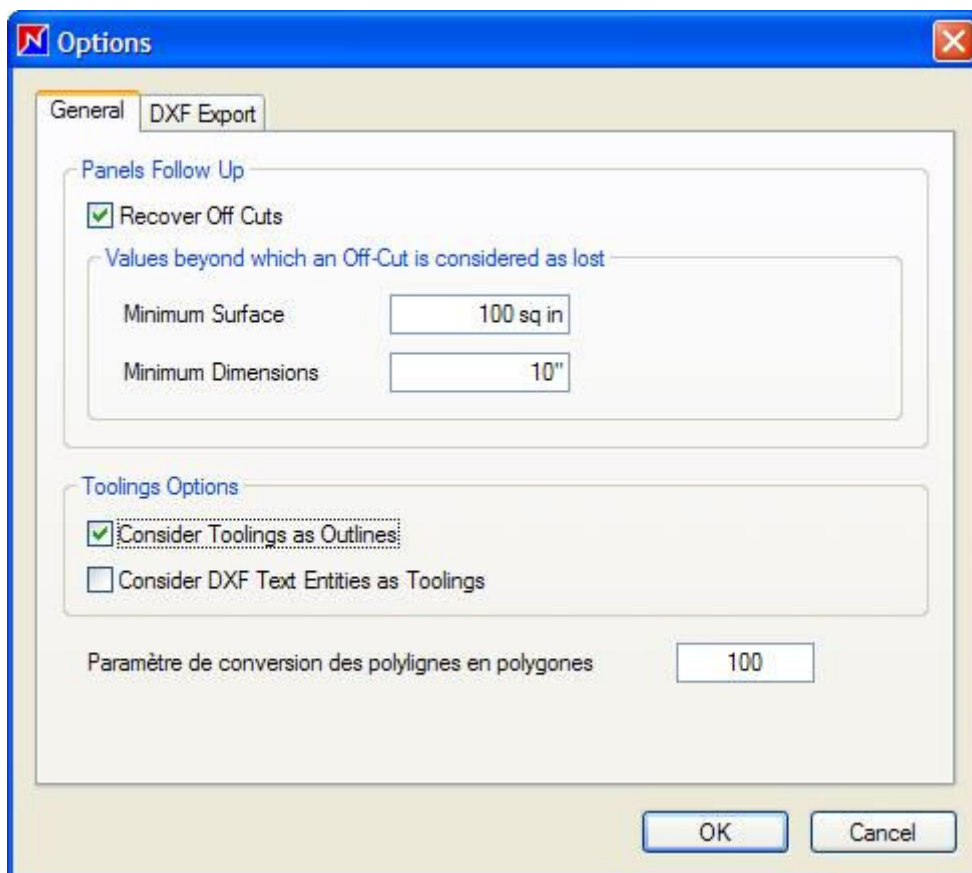 Options
General
DXF Export
Panels Follow Up
Recover Off Cuts
Values beyond which an Off-Cut is considered as lost
Minimum Surface 100 sq in
Minimum Dimensions 10"
Toolings Options
Consider Toolings as Outlines
Consider DXF Text Entities as Toolings
Paramètre de conversion des polylignes en polygones 100
OK
Cancel